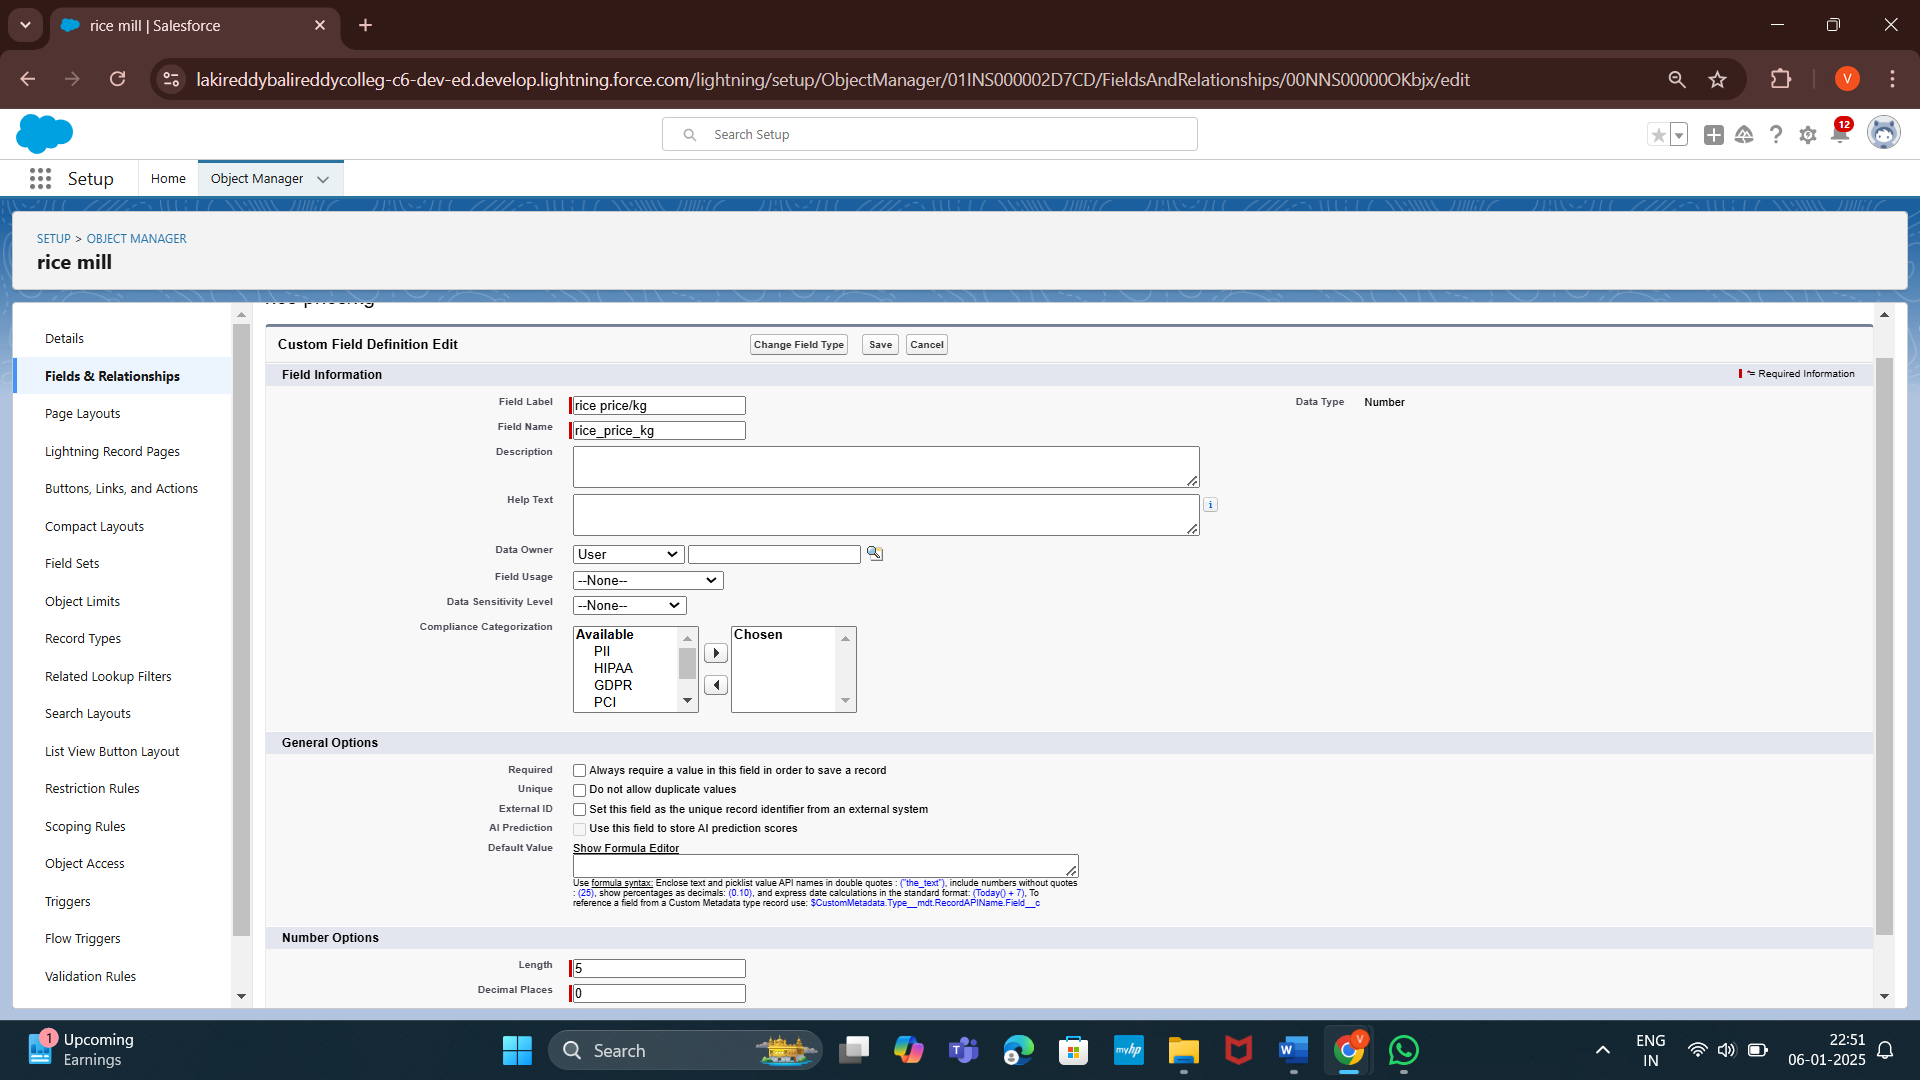 rice mill | Salesforce
lakireddybalireddycolleg-c6-dev-ed.develop.lightning.force.com/lightning/setup/ObjectManager/01INS000002D7CD/FieldsAndRelationships/00NNS00000OKbjx/edit
V
Search Setup
12
Setup
Home
Object Manager
SETUP > OBJECT MANAGER
rice mill
Details
Fields & Relationships
Page Layouts
Lightning Record Pages
Buttons, Links, and Actions
Compact Layouts
Field Sets
Object Limits
Record Types
Related Lookup Filters
Search Layouts
List View Button Layout
Restriction Rules
Scoping Rules
Object Access
Triggers
Flow Triggers
Validation Rules
Custom Field Definition Edit
Change Field Type
Save
Cancel
Field Information
= Required Information
Field Label rice price/kg
Data Type Number
Field Name rice_price_kg
Description
Help Text
i
Data Owner User
Field Usage --None--
Data Sensitivity Level --None--
Compliance Categorization
Available
PII
HIPAA
GDPR
PCI
Chosen
General Options
Required Always require a value in this field in order to save a record
Unique Do not allow duplicate values
External ID Set this field as the unique record identifier from an external system
AI Prediction Use this field to store AI prediction scores
Default Value Show Formula Editor
Use formula syntax: Enclose text and picklist value API names in double quotes : ("the_text"), include numbers without quotes
: (25), show percentages as decimals: (0.10), and express date calculations in the standard format: (Today() + 7). To
reference a field from a Custom Metadata type record use: $CustomMetadata.Type__mdt.RecordAPIName.Field__c
Number Options
Length 5
Decimal Places 0
1
Upcoming
Earnings
Search
myhp
W
V
ENG
IN
22:51
06-01-2025